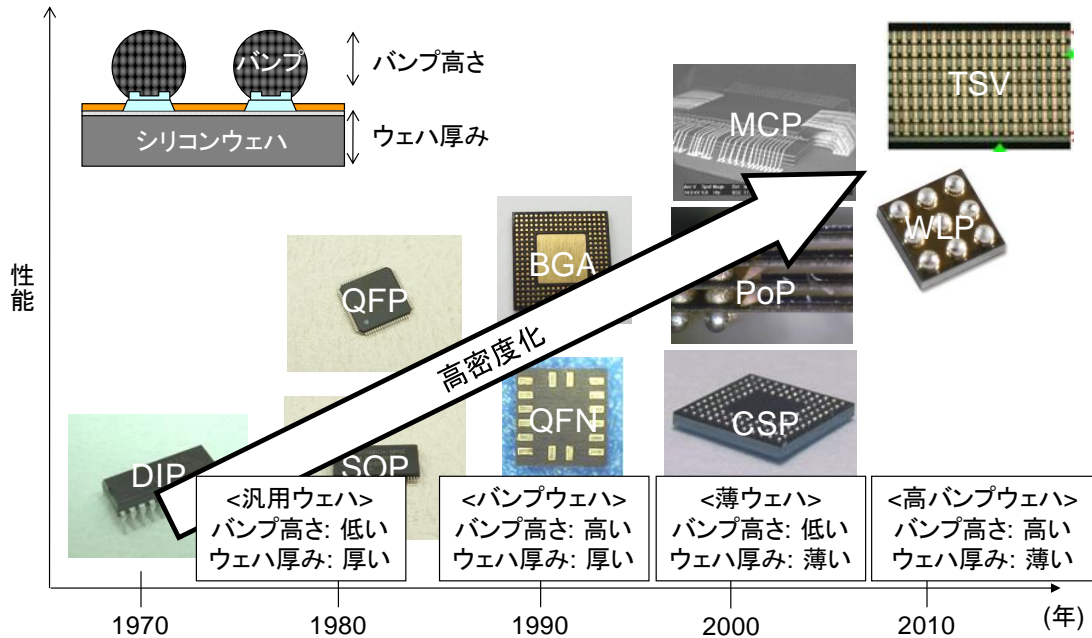 バンプ
バンプ高さ
シリコンウェハ
ウェハ厚み
MCP
TSV
WLP
性能
QFP
BGA
PoP
高密度化
DIP
SOP
QFN
CSP
<汎用ウェハ>
バンプ高さ: 低い
ウェハ厚み: 厚い
<バンプウェハ>
バンプ高さ: 高い
ウェハ厚み: 厚い
<薄ウェハ>
バンプ高さ: 低い
ウェハ厚み: 薄い
<高バンプウェハ>
バンプ高さ: 高い
ウェハ厚み: 薄い
1970
1980
1990
2000
2010
(年)